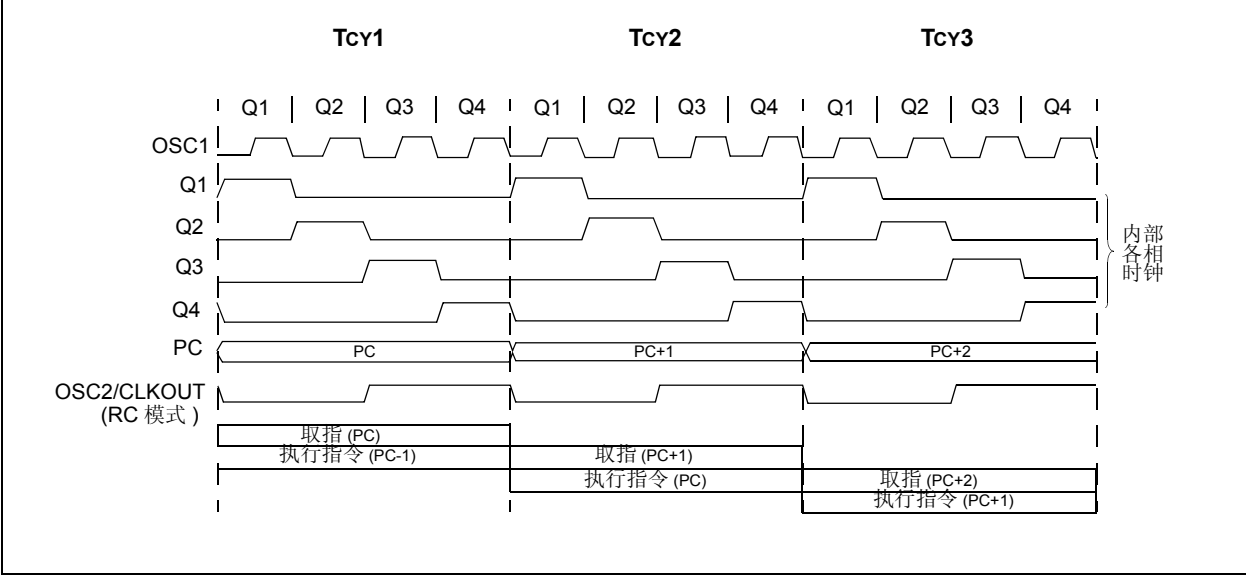 TCY1 TCY2 TCY3
Q1 Q2 Q3 Q4 Q1 Q2 Q3 Q4 Q1 Q2 Q3 Q4
OSC1
Q1
Q2
Q3
Q4
内部
各相
时钟
PC PC PC+1 PC+2
OSC2/CLKOUT
(RC 模式 )
取指 (PC)
执行指令 (PC-1) 取指 (PC+1)
执行指令 (PC) 取指 (PC+2)
执行指令 (PC+1)